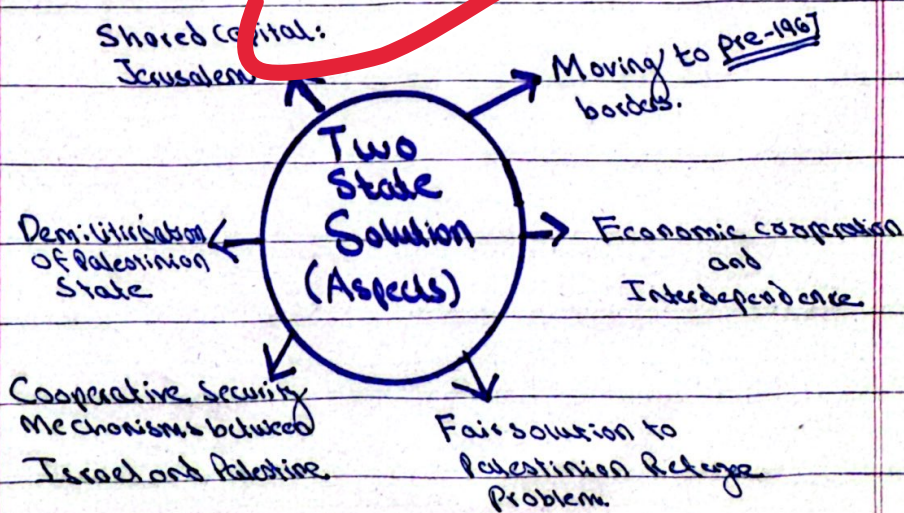 Shared Capital:
Jerusalem
Moving to pre-1967
borders.
Two
State
Solution
(Aspects)
Demilitirisation
of Palestinian
State
Economic cooperation
and
Interdependence
Cooperative security
Mechanisms between
Israel and Palestine
Fair solution to
Palestinian Refugee
Problem.